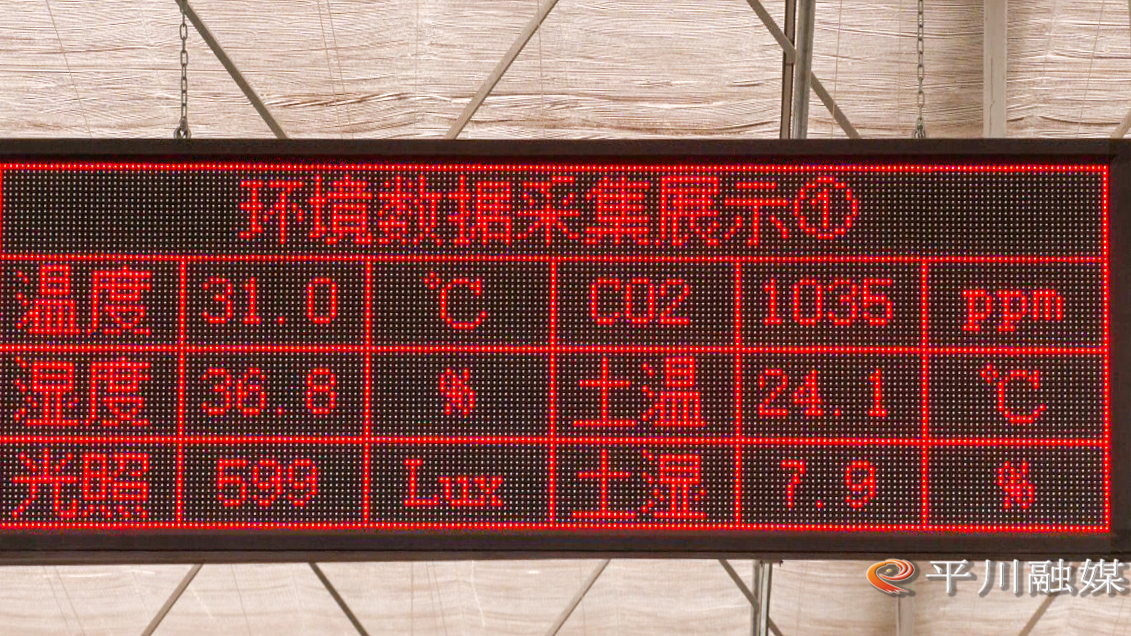 环境数据采集展示①
温度 31.0 ℃ CO2 1035 ppm
湿度 36.8 % 土温 24.1 ℃
光照 599 Lux 土湿 7.9 %
平川融媒